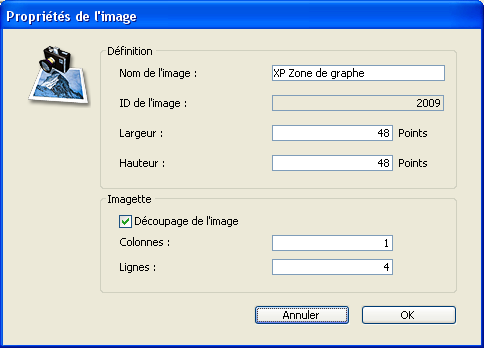 Propriétés de l'image
Définition
Nom de l'image : XP Zone de graphe
ID de l'image : 2009
Largeur : 48 Points
Hauteur : 48 Points
Imagette
Découpage de l'image
Colonnes : 1
Lignes : 4
Annuler OK